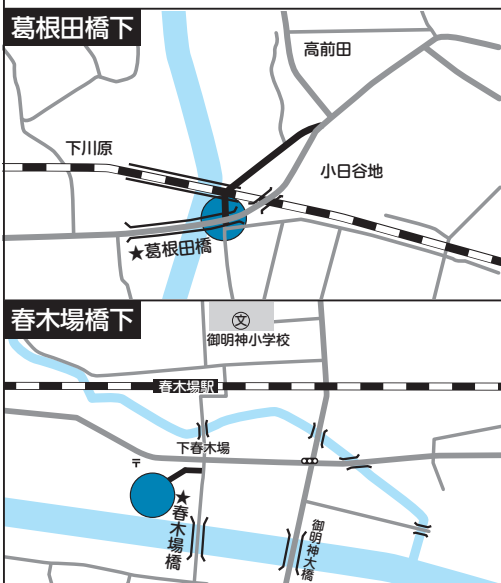 葛根田橋下
高前田
下川原
小日谷地
★葛根田橋
春木場橋下
文
御明神小学校
春木場駅
下春木場
〒
★春木場橋
御明神大橋